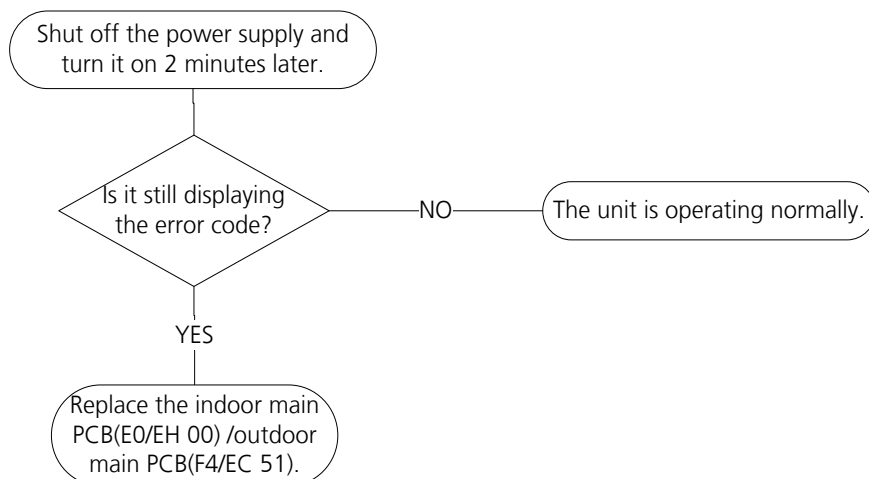 Shut off the power supply and
turn it on 2 minutes later.
Is it still displaying
the error code?
NO
The unit is operating normally.
YES
Replace the indoor main
PCB(E0/EH 00) /outdoor
main PCB(F4/EC 51).